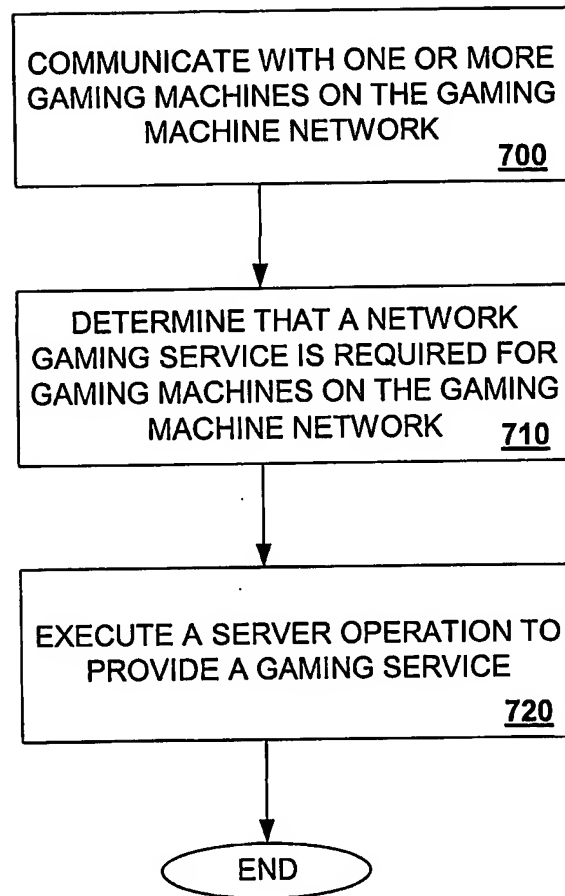 COMMUNICATE WITH ONE OR MORE
GAMING MACHINES ON THE GAMING
MACHINE NETWORK
700
DETERMINE THAT A NETWORK
GAMING SERVICE IS REQUIRED FOR
GAMING MACHINES ON THE GAMING
MACHINE NETWORK
710
EXECUTE A SERVER OPERATION TO
PROVIDE A GAMING SERVICE
720
END